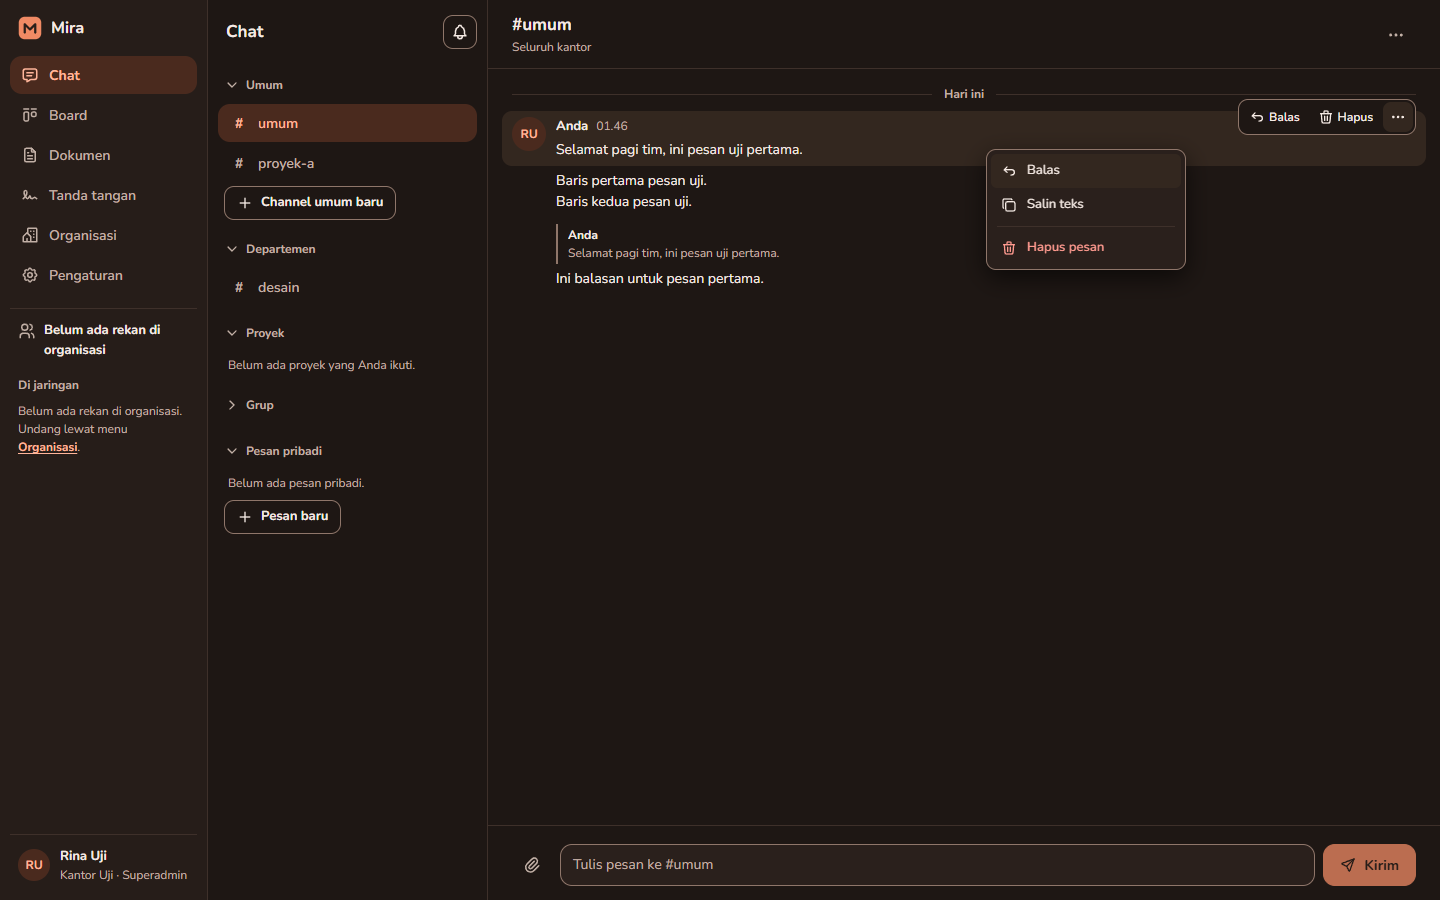 Mira
Chat
Board
Dokumen
Tanda tangan
Organisasi
Pengaturan
Belum ada rekan di
organisasi
Di jaringan
Belum ada rekan di organisasi.
Undang lewat menu
Organisasi.
RU
Rina Uji
Kantor Uji · Superadmin
Chat
Umum
# umum
# proyek-a
Channel umum baru
Departemen
# desain
Proyek
Belum ada proyek yang Anda ikuti.
Grup
Pesan pribadi
Belum ada pesan pribadi.
Pesan baru
#umum
Seluruh kantor
Hari ini
RU
Anda 01.46
Selamat pagi tim, ini pesan uji pertama.
Balas Hapus
Baris pertama pesan uji.
Baris kedua pesan uji.
Anda
Selamat pagi tim, ini pesan uji pertama.
Ini balasan untuk pesan pertama.
Balas
Salin teks
Hapus pesan
Tulis pesan ke #umum
Kirim